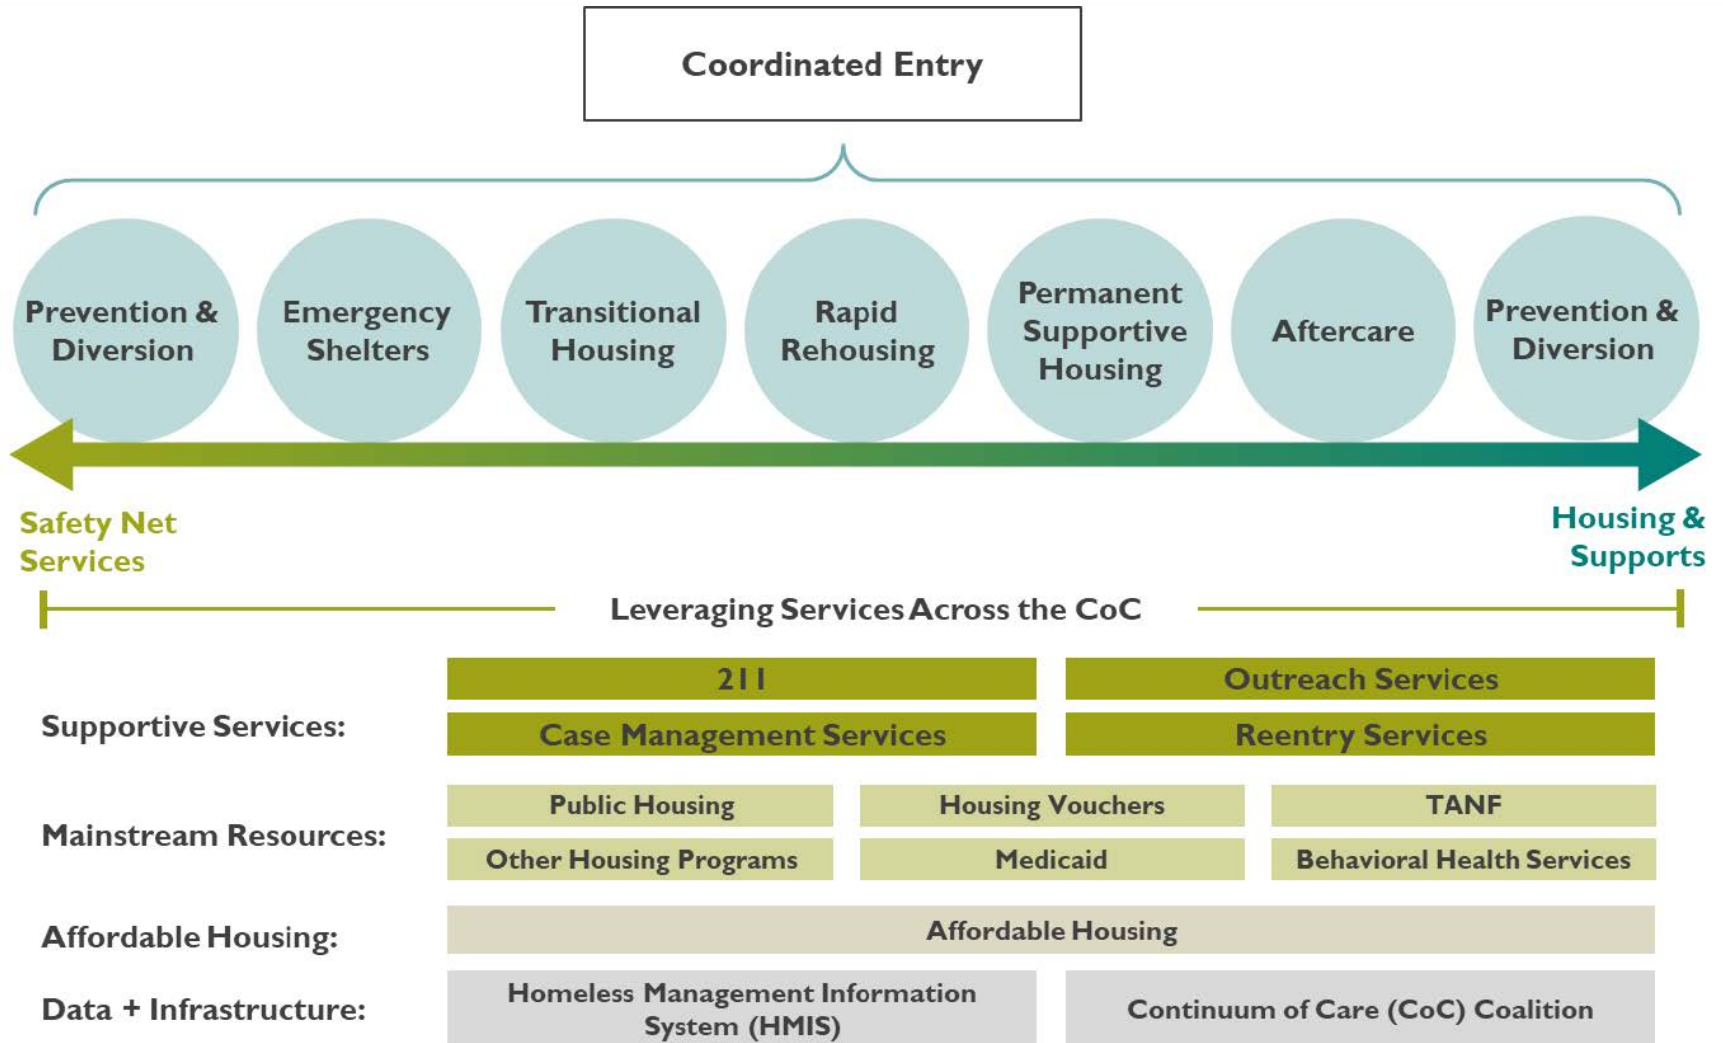 Coordinated Entry
Prevention &
Diversion
Emergency
Shelters
Transitional
Housing
Rapid
Rehousing
Permanent
Supportive
Housing
Aftercare
Prevention &
Diversion
Safety Net
Services
Housing &
Supports
Leveraging Services Across the CoC
Supportive Services:
211
Outreach Services
Case Management Services
Reentry Services
Mainstream Resources:
Public Housing
Housing Vouchers
TANF
Other Housing Programs
Medicaid
Behavioral Health Services
Affordable Housing:
Affordable Housing
Data + Infrastructure:
Homeless Management Information
System (HMIS)
Continuum of Care (CoC) Coalition